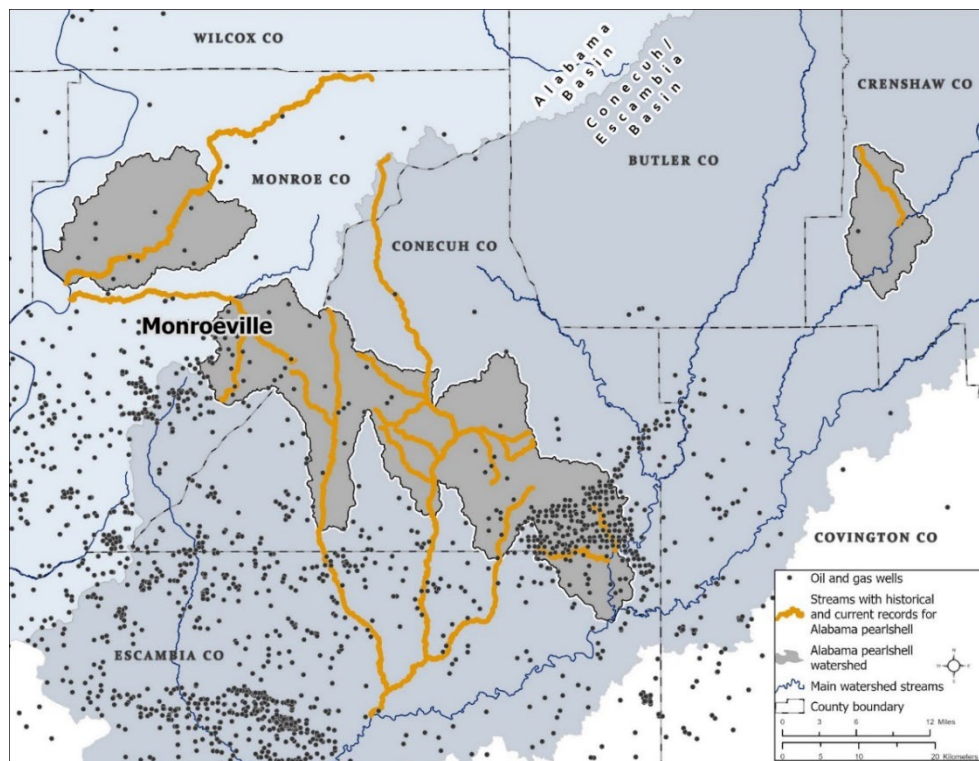 WILCOX CO
Alabama
Basin
Conecuh/
Escambia
Basin
CRENSHAW CO
BUTLER CO
MONROE CO
CONECUH CO
Monroeville
COVINGTON CO
ESCAMBIA CO
Oil and gas wells
Streams with historical
and current records for
Alabama pearlshell
Alabama pearlshell
watershed
Main watershed streams
County boundary
0 3 6 12 Miles
0 5 10 20 Kilometers